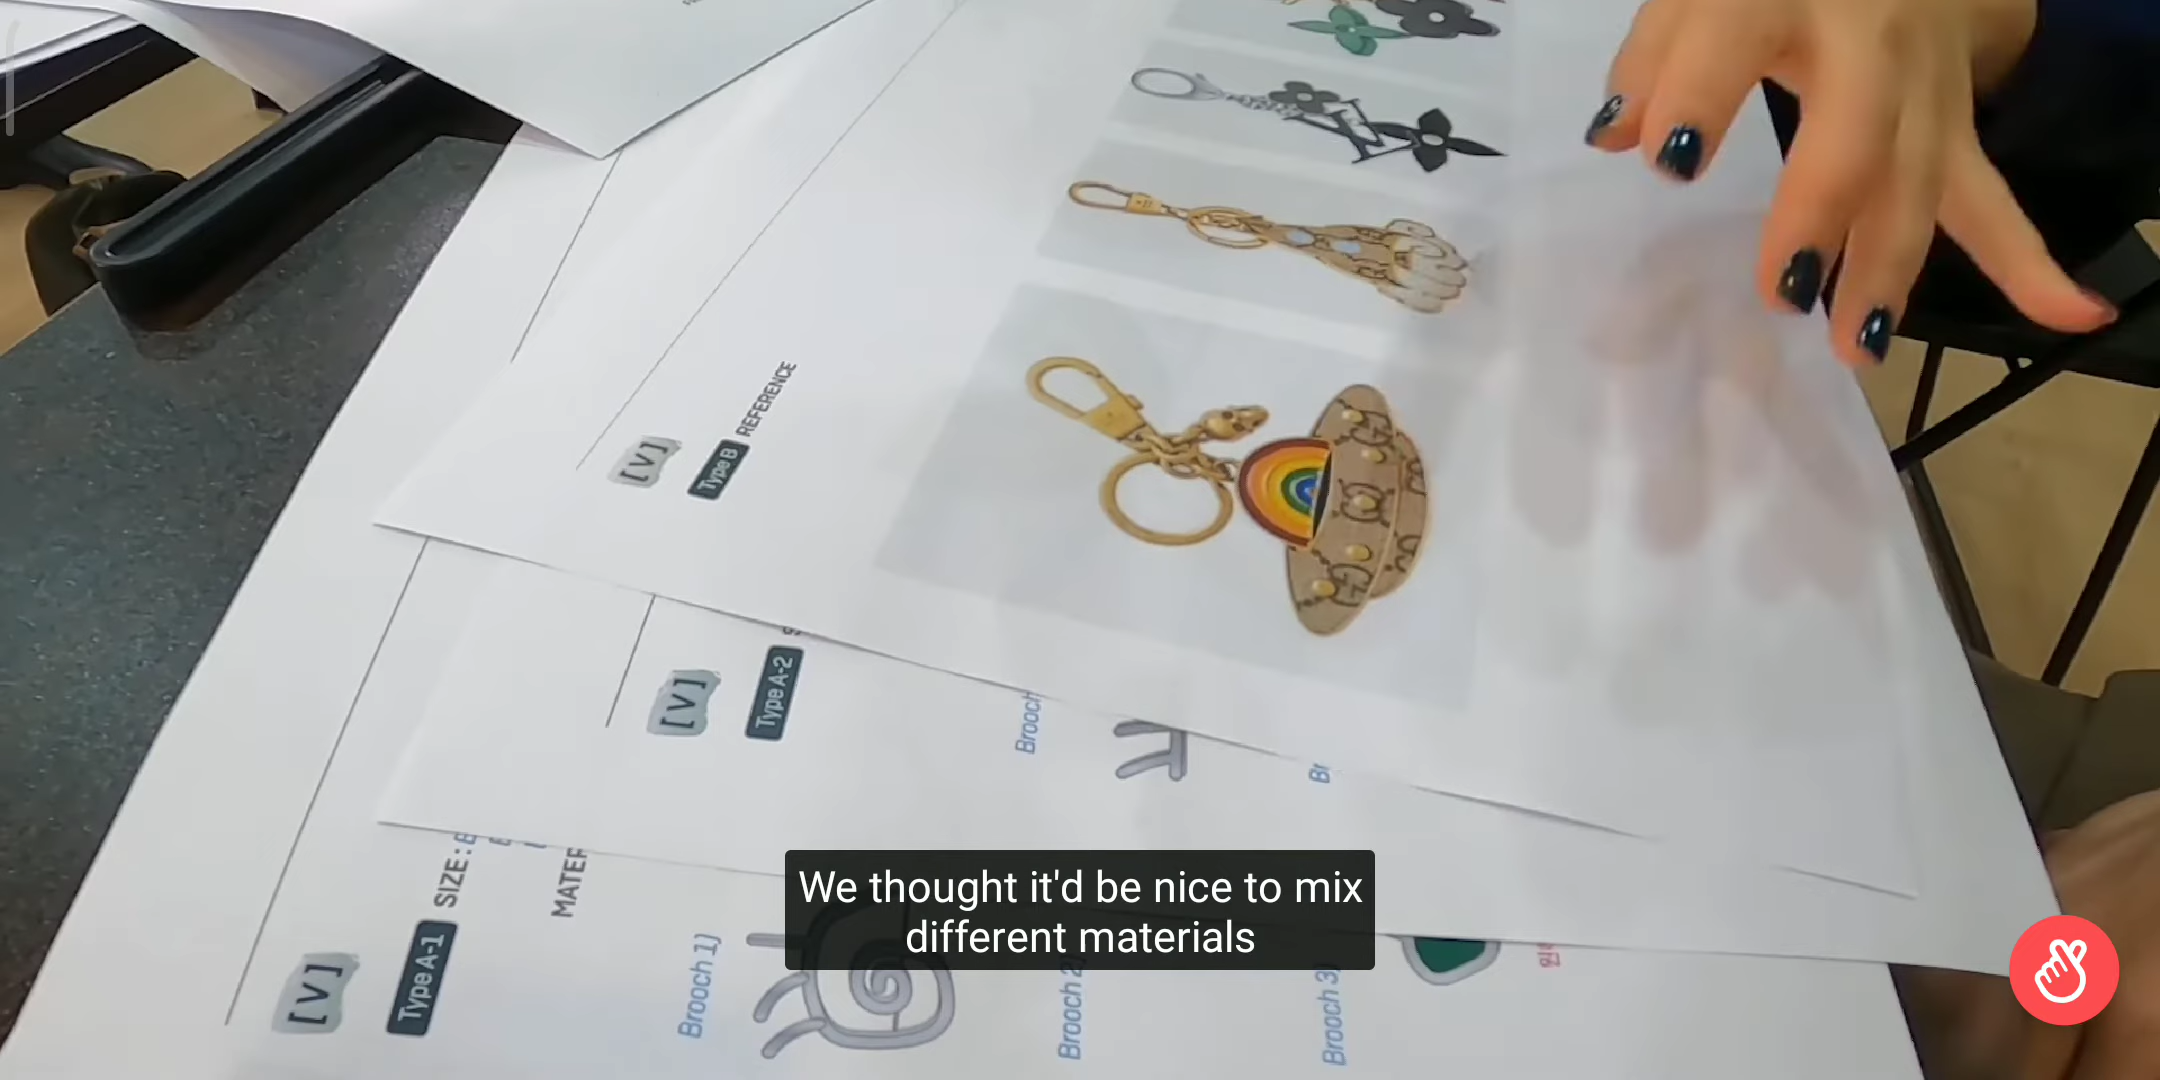 [V]
Type B
REFERENCE
[V]
Type A-2
Brooch
[V]
Type A-1
SIZE:
MATER
Brooch 1]
Brooch 2]
Brooch 3]
We thought it'd be nice to mix
different materials